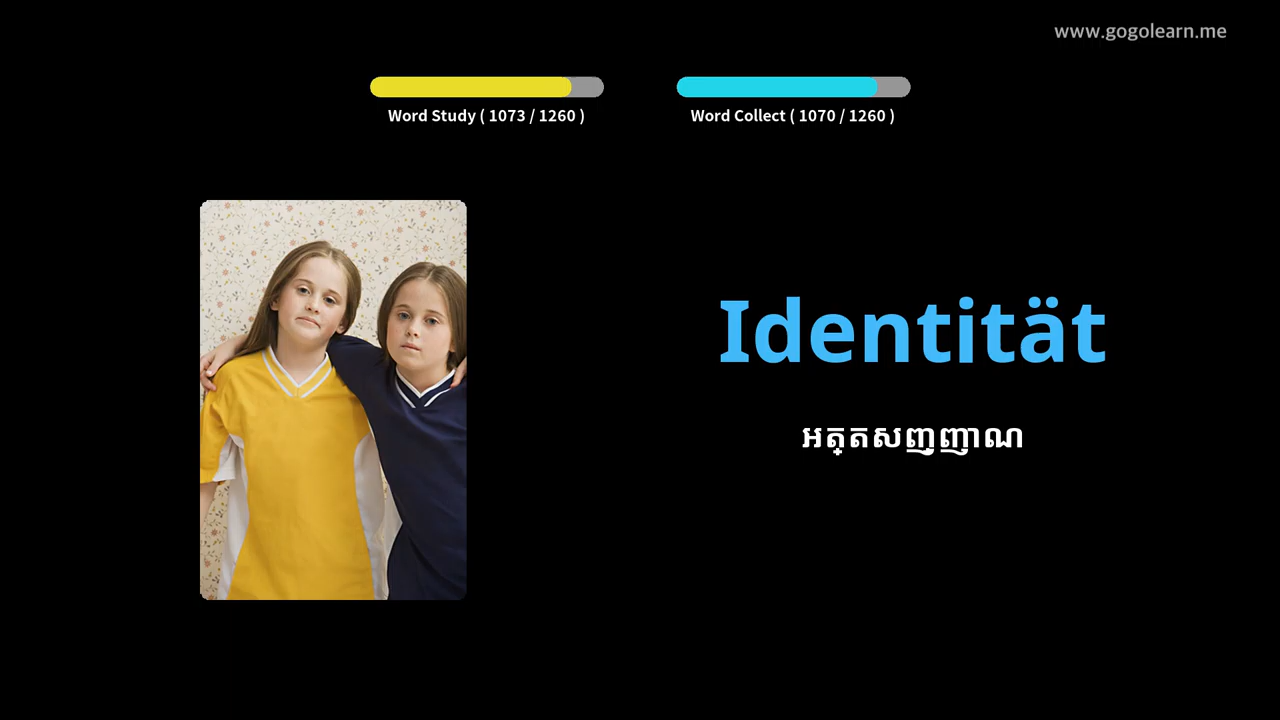 www.gogolearn.me
Word Study ( 1073 / 1260 )
Word Collect ( 1070 / 1260 )
Identität
អត្តសញ្ញាណ